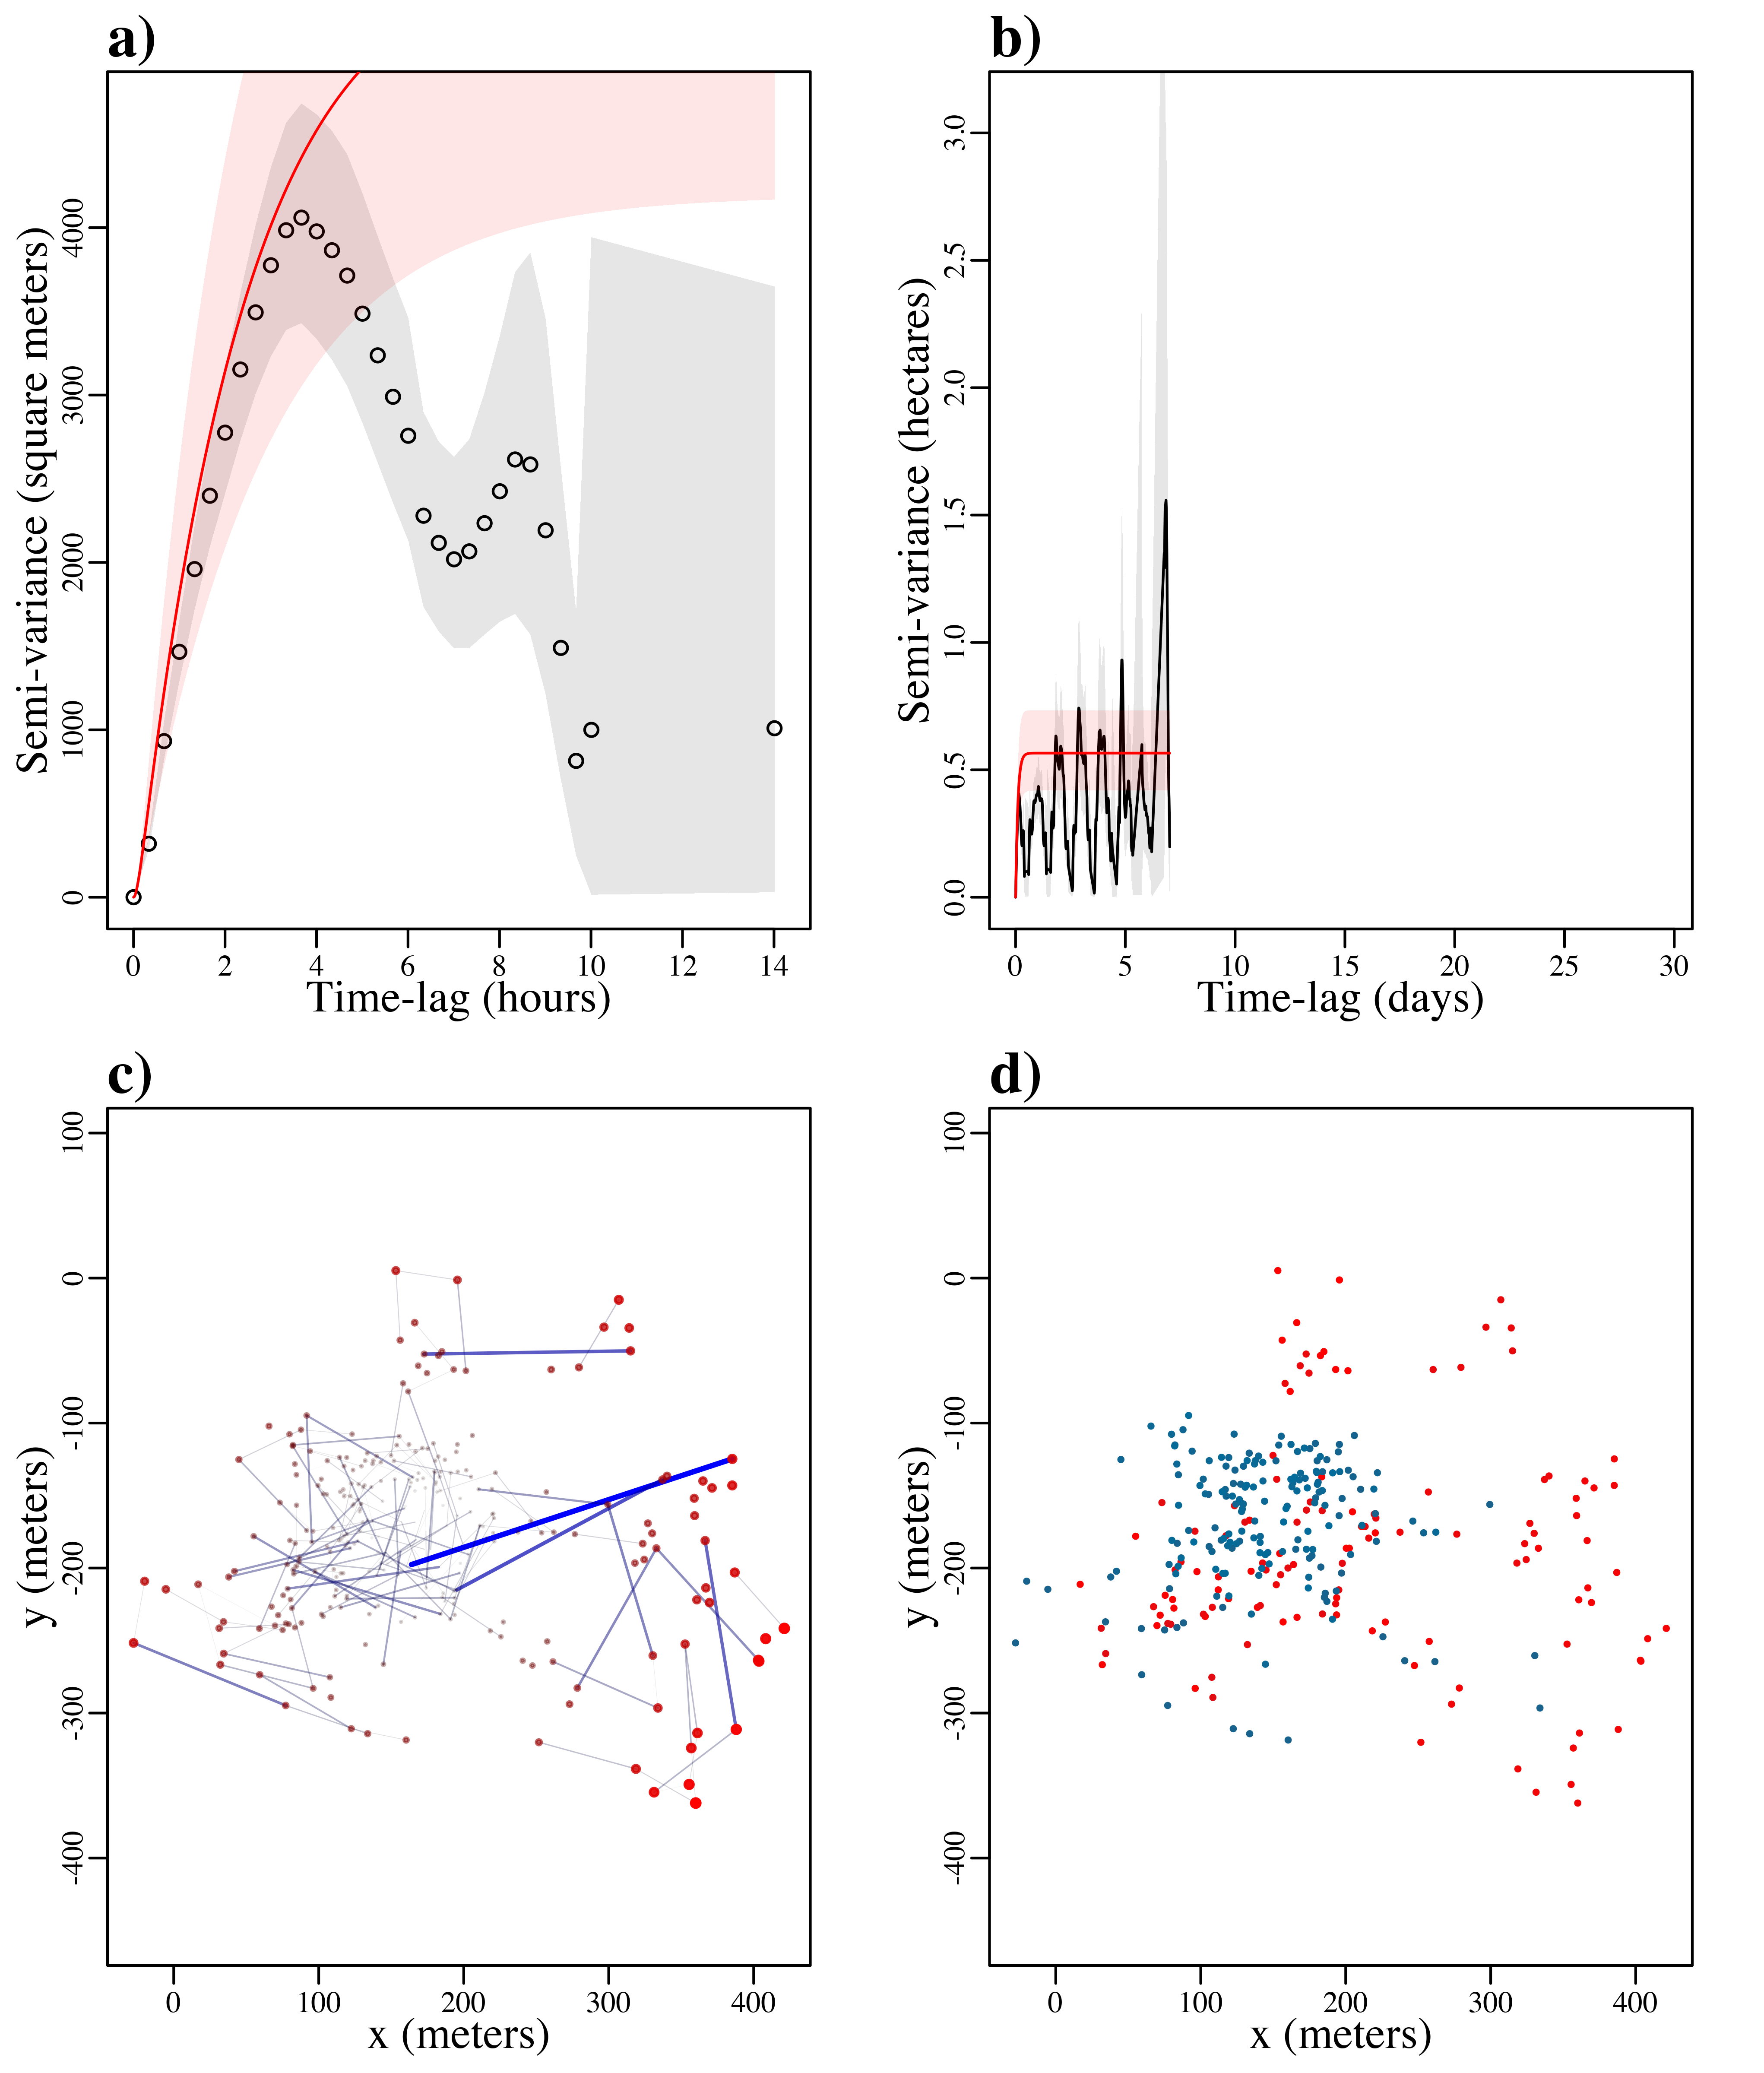 a)
Semi-variance (square meters)
4000
3000
2000
1000
0
0 2 4 6 8 10 12 14
Time-lag (hours)
b)
Semi-variance (hectares)
3.0
2.5
2.0
1.5
1.0
0.5
0.0
0 5 10 15 20 25 30
Time-lag (days)
c)
y (meters)
100
0
-100
-200
-300
-400
0 100 200 300 400
x (meters)
d)
y (meters)
100
0
-100
-200
-300
-400
0 100 200 300 400
x (meters)